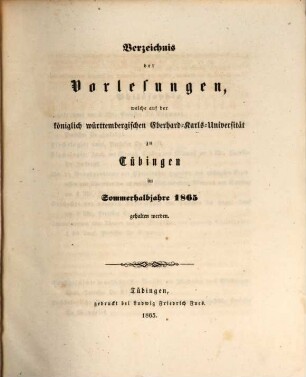 Verzeichnis
der
Vorlesungen,
welche auf der
königlich württembergischen Eberhard-Karls-Universität
zu
Tübingen
im
Sommerhalbjahre 1865
gehalten werden.
Tübingen,
gedruckt bei Ludwig Friedrich Fues.
1865.